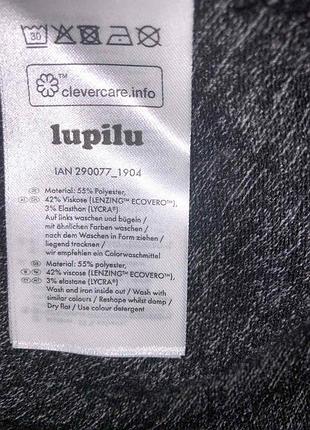 30
clevercare.info
lupilu
IAN 290077_1904
Material: 55% Polyester,
42% Viskose (LENZING™ ECOVERO™),
3% Elasthan (LYCRA®)
Auf links waschen und bügeln /
mit ähnlichen Farben waschen /
nach dem Waschen in Form ziehen /
liegend trocknen /
wir empfehlen ein Colorwaschmittel
Material: 55% polyester,
42% viscose (LENZING™ ECOVERO™),
3% elastane (LYCRA®)
Wash and iron inside out / Wash with
similar colours / Reshape whilst damp /
Dry flat / Use colour detergent